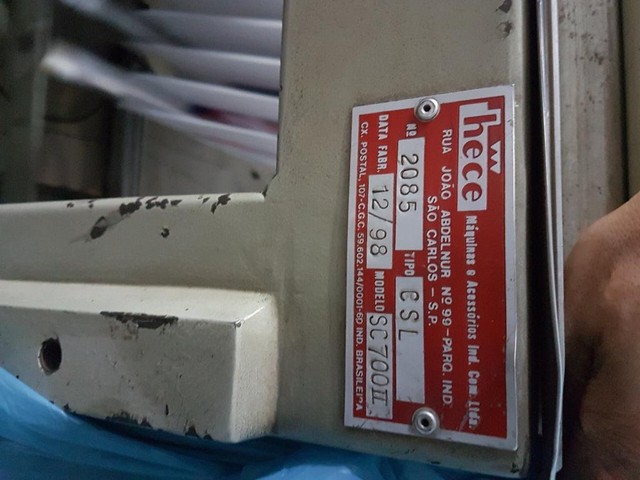 hece Máquinas e Acessórios Ind. Com. Ltda.
RUA JOÃO ABDELNUR Nº 99 - PARQ. IND.
SÃO CARLOS - S.P.
Nº 2085 TIPO CSL
DATA FABR. 12/98 MODELO SC700II
CX. POSTAL, 107 - C.G.C. 59.602.144/0001-60 IND. BRASILEIRA